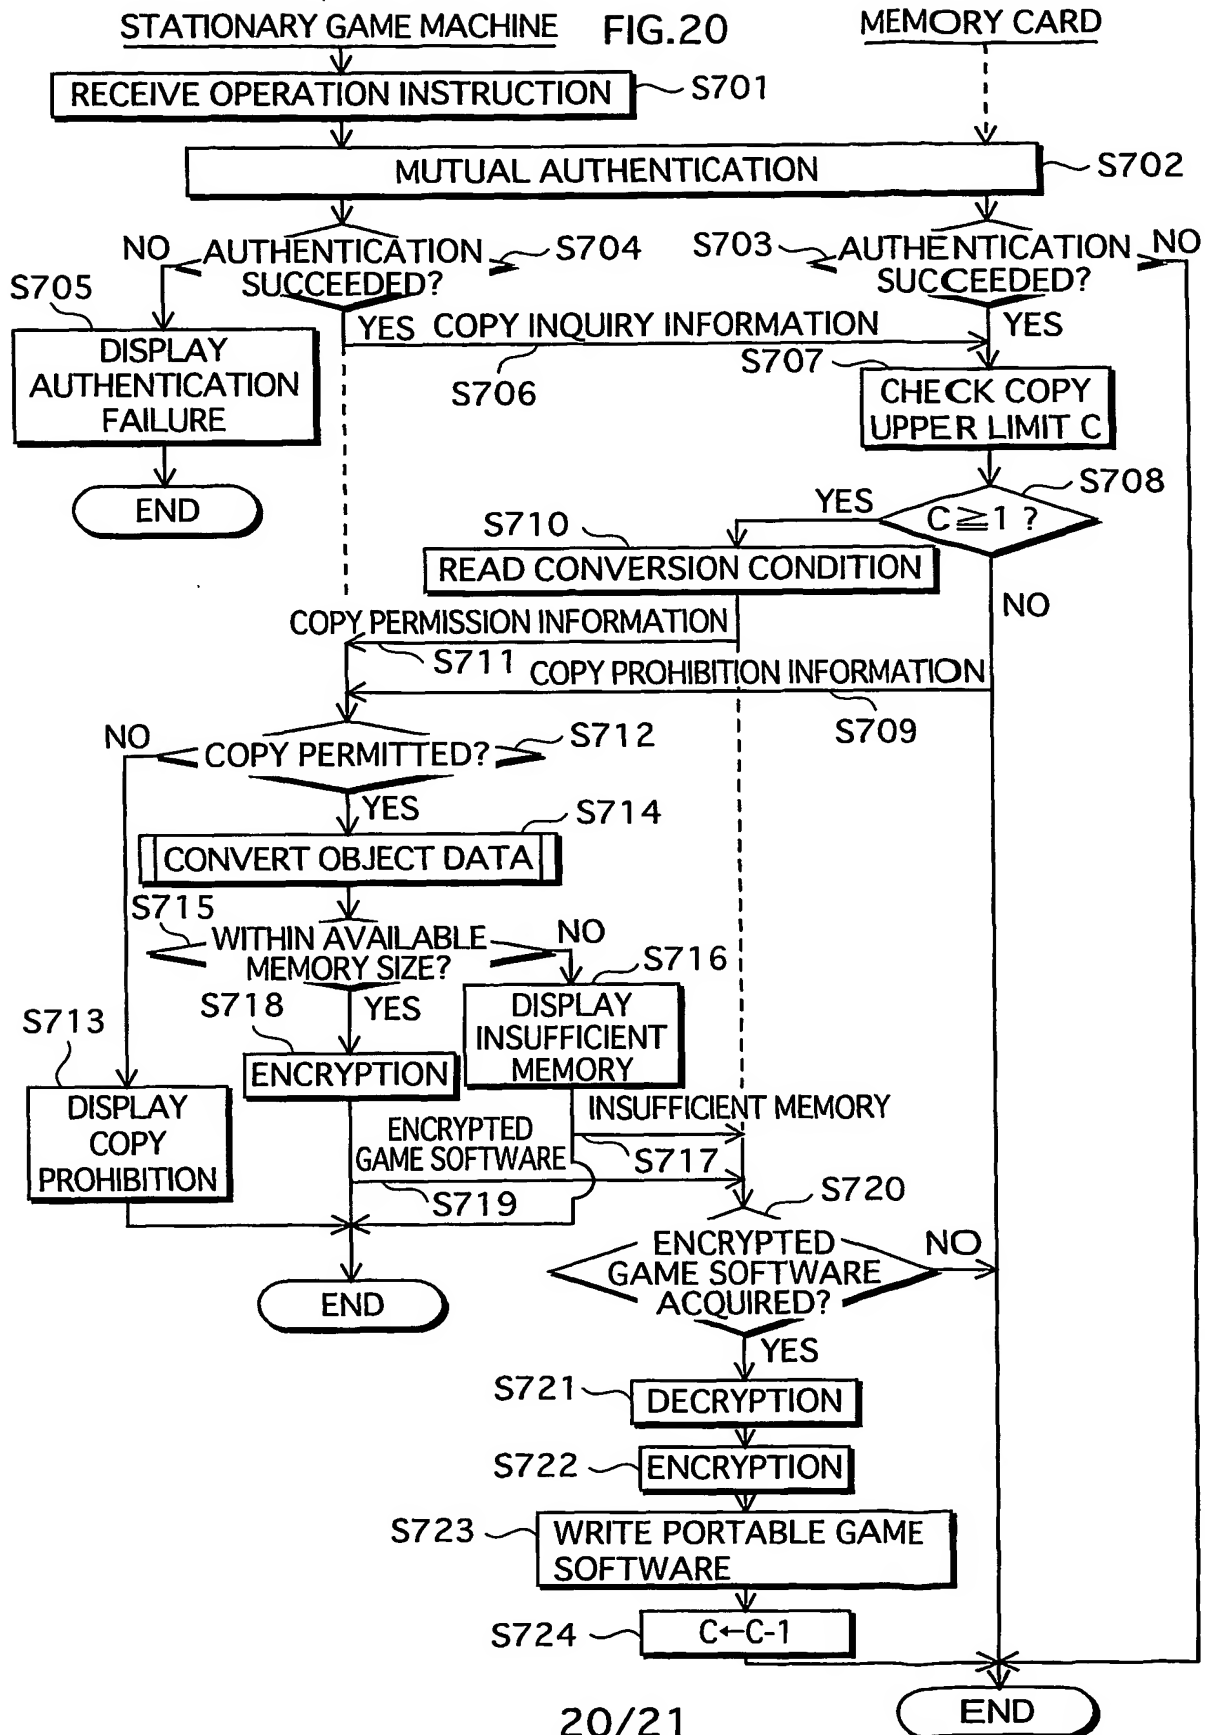 STATIONARY GAME MACHINE
FIG.20
MEMORY CARD
RECEIVE OPERATION INSTRUCTION
S701
MUTUAL AUTHENTICATION
S702
NO
AUTHENTICATION
SUCCEEDED?
S704
S703
AUTHENTICATION
SUCCEEDED?
NO
S705
DISPLAY
AUTHENTICATION
FAILURE
END
YES
COPY INQUIRY INFORMATION
S706
YES
S707
CHECK COPY
UPPER LIMIT C
S708
C≧1 ?
YES
S710
READ CONVERSION CONDITION
NO
COPY PERMISSION INFORMATION
S711
COPY PROHIBITION INFORMATION
S709
NO
COPY PERMITTED?
S712
YES
S714
CONVERT OBJECT DATA
S715
WITHIN AVAILABLE
MEMORY SIZE?
NO
S716
DISPLAY
INSUFFICIENT
MEMORY
S718
YES
ENCRYPTION
S713
DISPLAY
COPY
PROHIBITION
INSUFFICIENT MEMORY
S717
ENCRYPTED
GAME SOFTWARE
S719
END
S720
ENCRYPTED
GAME SOFTWARE
ACQUIRED?
NO
YES
S721
DECRYPTION
S722
ENCRYPTION
S723
WRITE PORTABLE GAME
SOFTWARE
S724
C←C-1
END
20/21